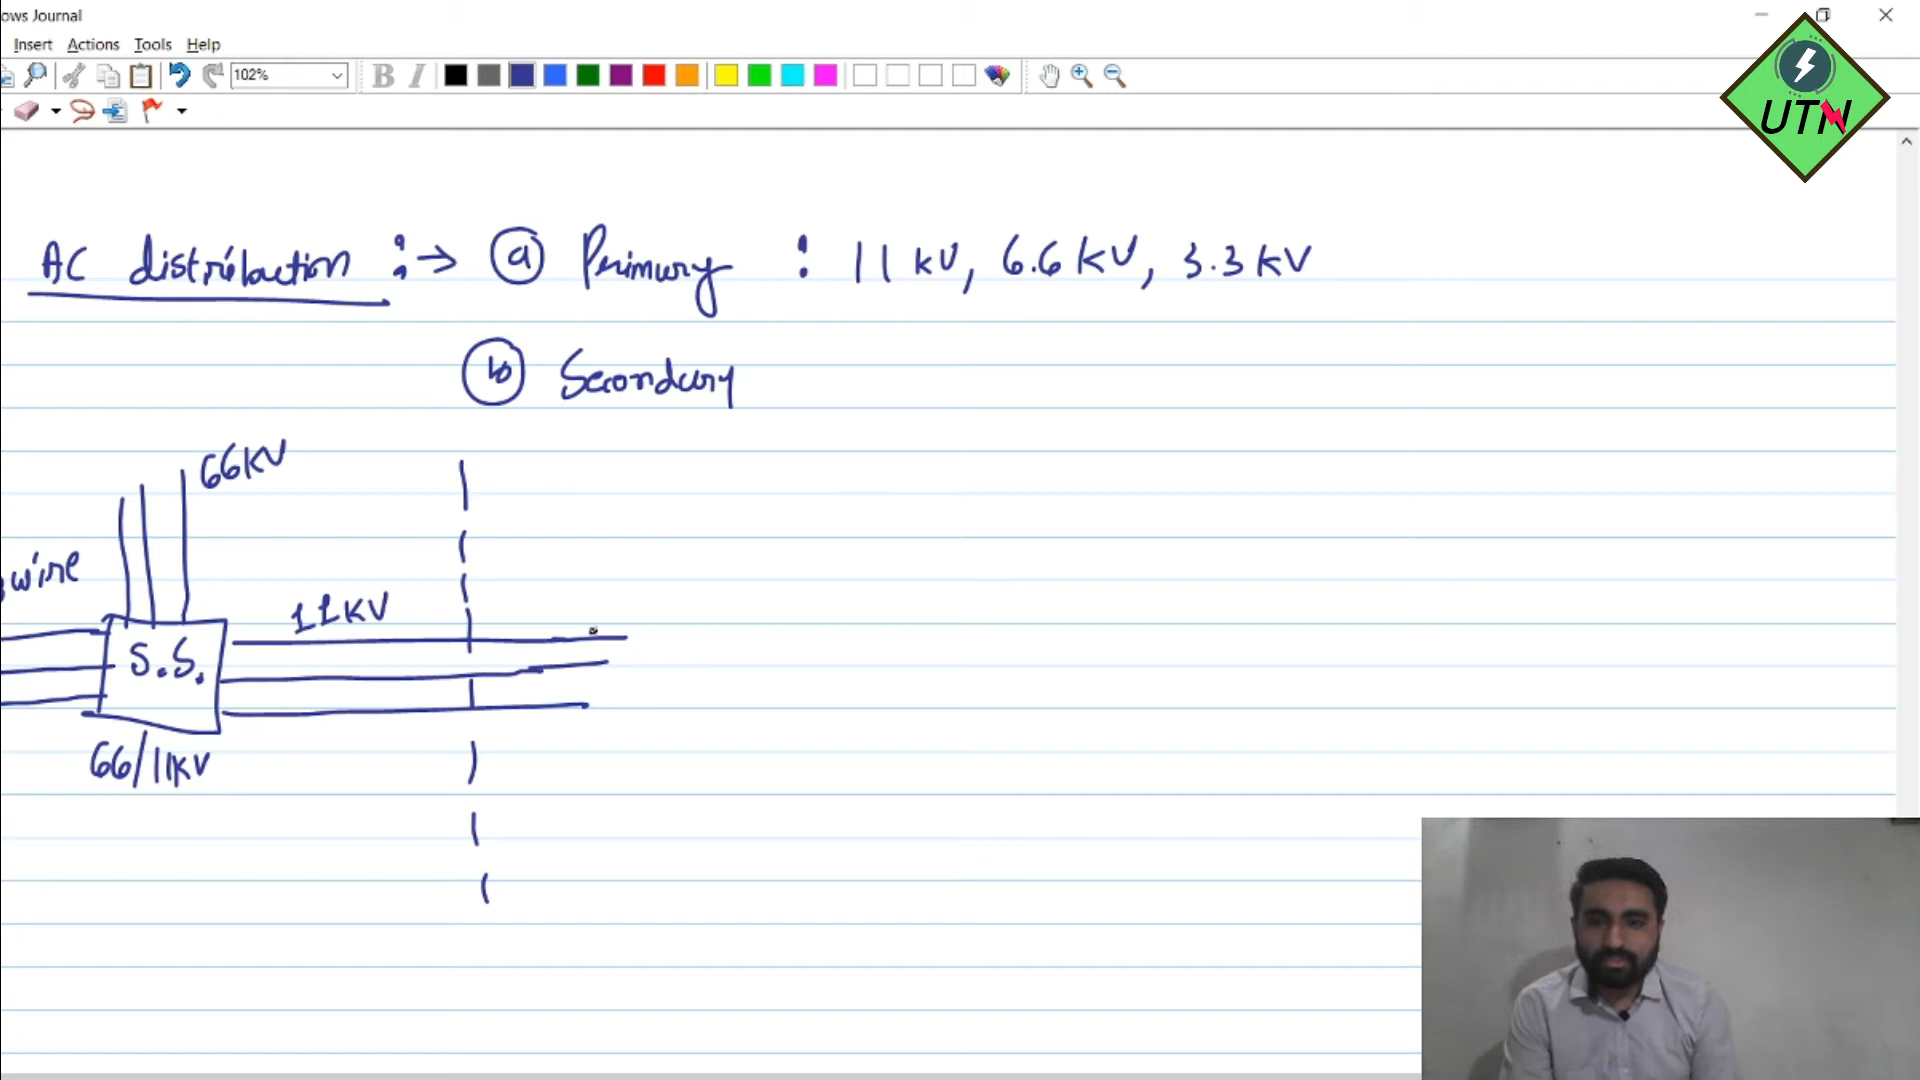 ows Journal
Insert Actions Tools Help
102%
B I
UTN
AC distribution :→ ⓐ Primary : 11 kV, 6.6 kV, 3.3 kV
ⓑ Secondary
66KV
wire
11KV
S.S.
66/11KV